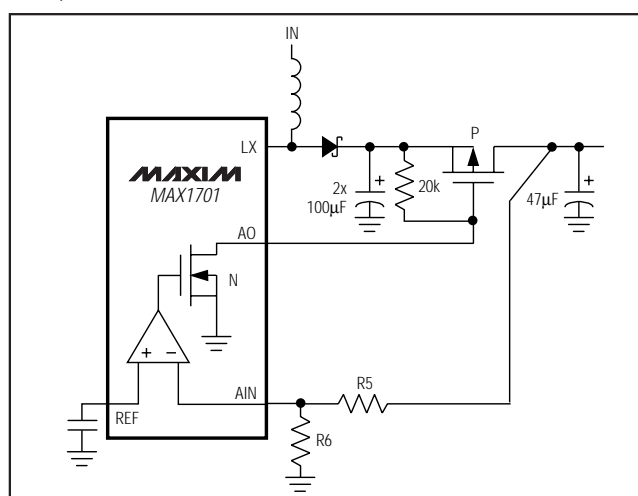 IN
LX
P
MAXIM
MAX1701
+
2x
100µF
20k
+
47µF
AO
N
+ −
REF
AIN
R5
R6